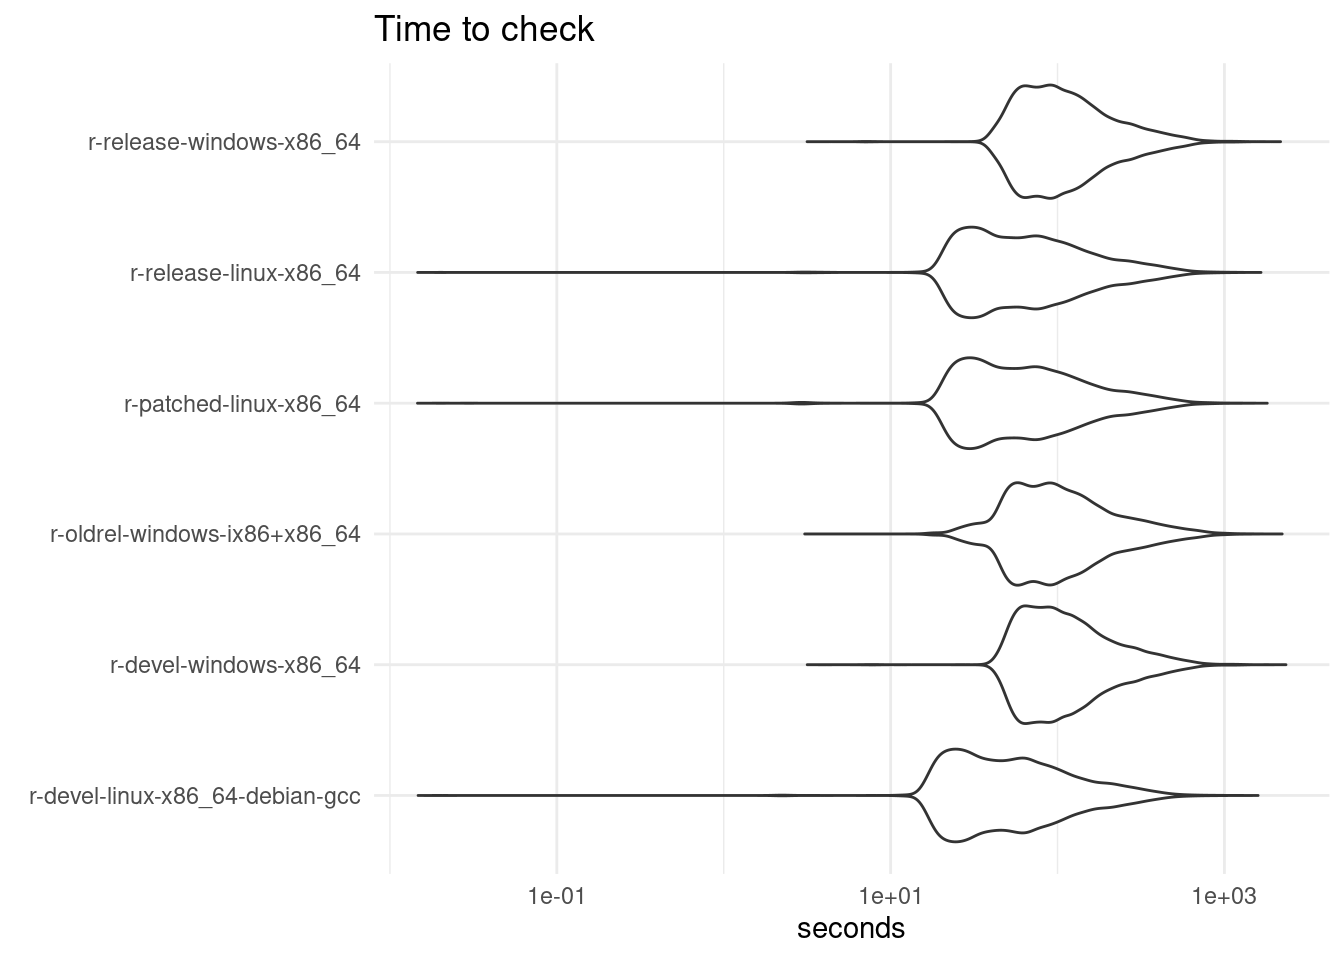 Time to check
r-release-windows-x86_64
r-release-linux-x86_64
r-patched-linux-x86_64
r-oldrel-windows-ix86+x86_64
r-devel-windows-x86_64
r-devel-linux-x86_64-debian-gcc
1e-01 1e+01 1e+03
seconds